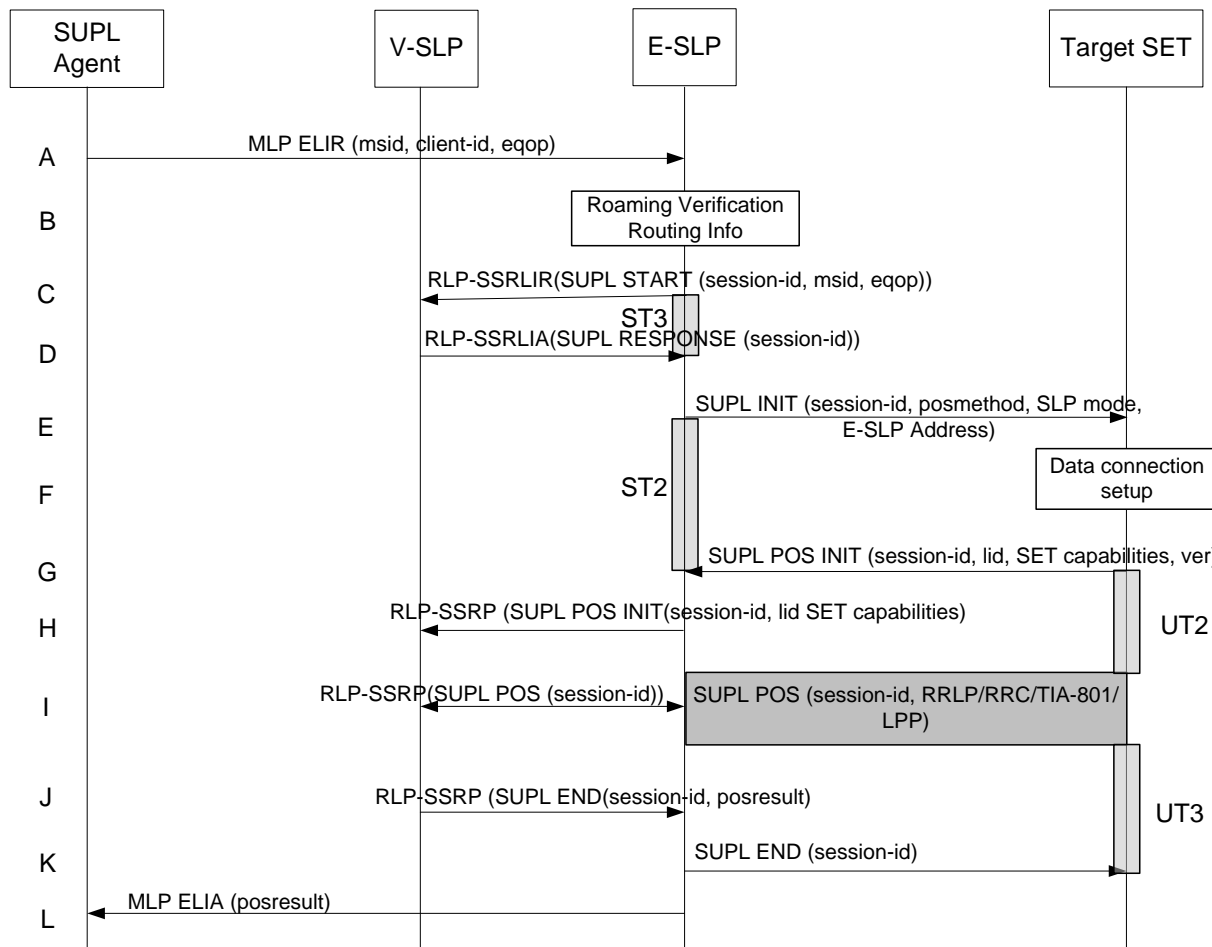 SUPL
Agent
V-SLP
E-SLP
Target SET
A
MLP ELIR (msid, client-id, eqop)
B
Roaming Verification
Routing Info
C
RLP-SSRLIR(SUPL START (session-id, msid, eqop))
ST3
D
RLP-SSRLIA(SUPL RESPONSE (session-id))
E
SUPL INIT (session-id, posmethod, SLP mode,
E-SLP Address)
F
ST2
Data connection
setup
G
SUPL POS INIT (session-id, lid, SET capabilities, ver)
H
RLP-SSRP (SUPL POS INIT(session-id, lid SET capabilities)
UT2
I
RLP-SSRP(SUPL POS (session-id))
SUPL POS (session-id, RRLP/RRC/TIA-801/
LPP)
J
RLP-SSRP (SUPL END(session-id, posresult)
UT3
K
SUPL END (session-id)
L
MLP ELIA (posresult)